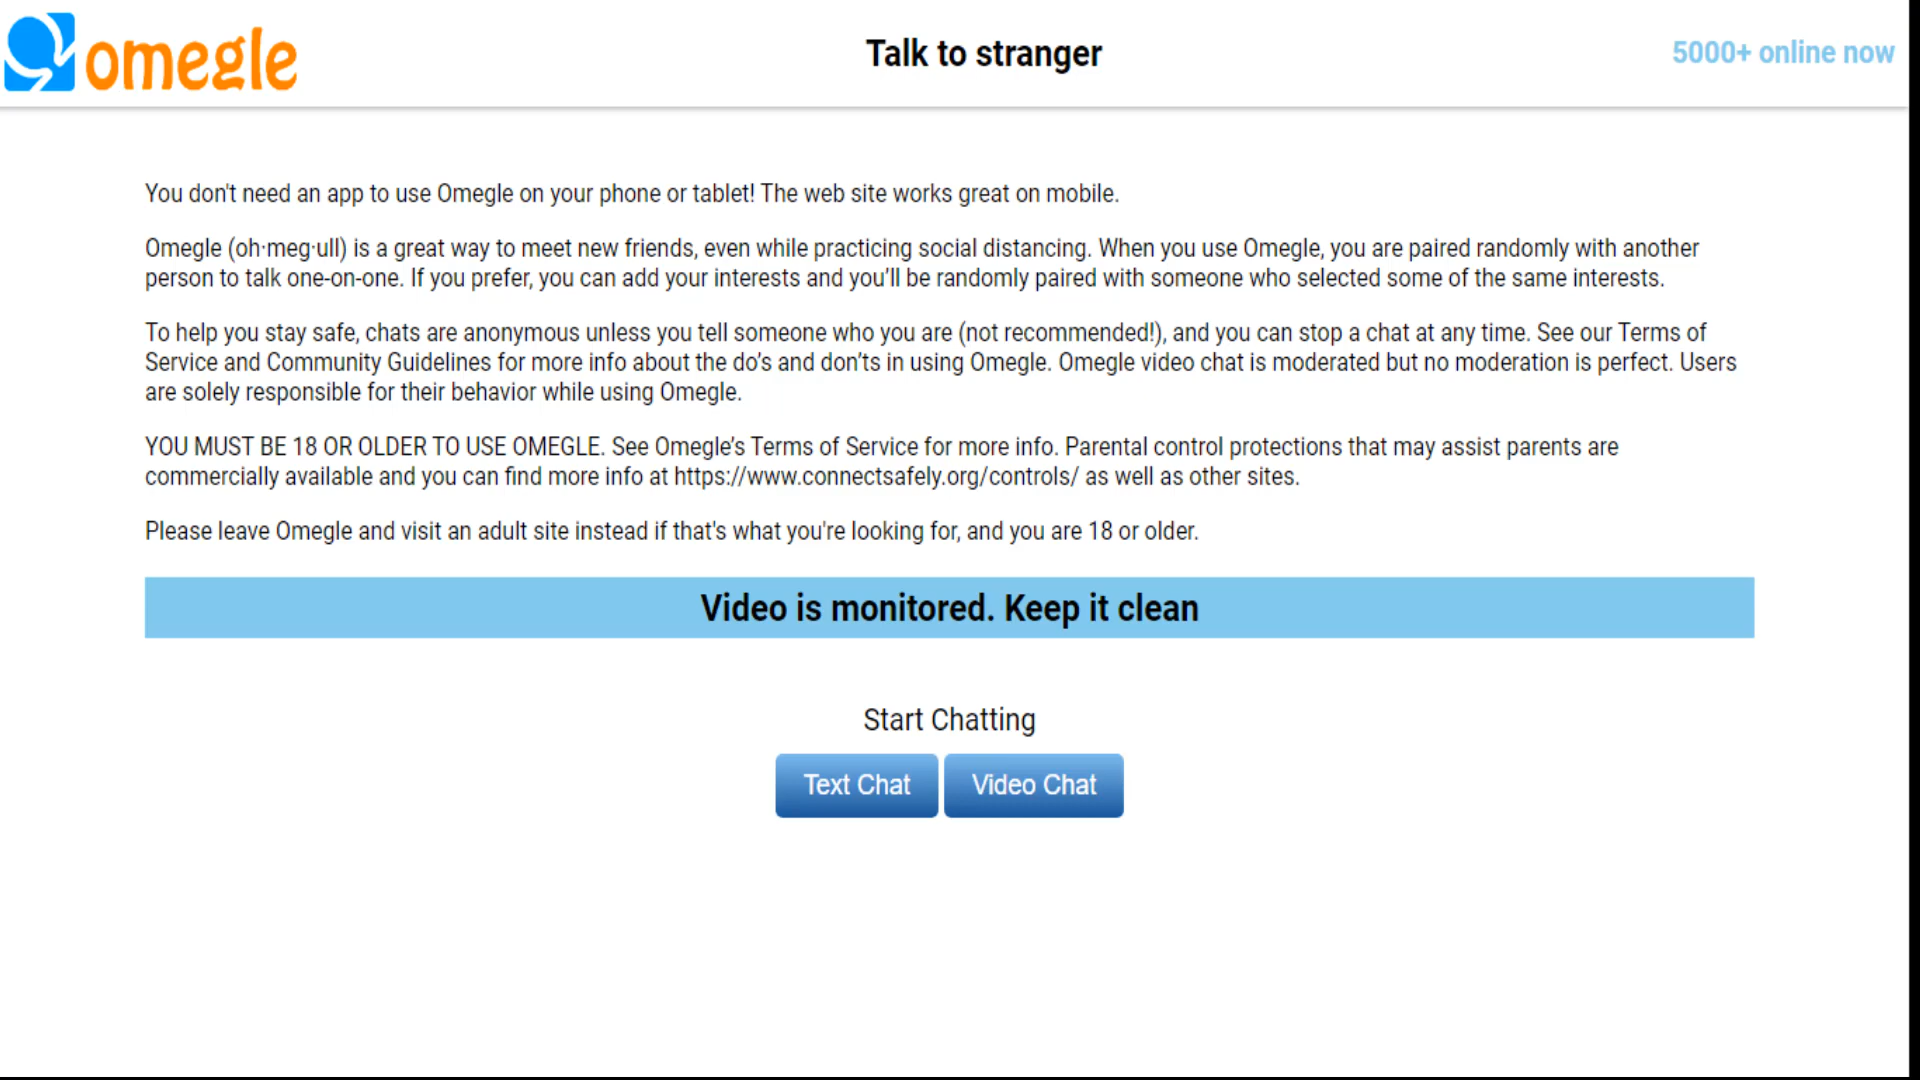 omegle
Talk to stranger
5000+ online now
You don't need an app to use Omegle on your phone or tablet! The web site works great on mobile.
Omegle (oh·meg·ull) is a great way to meet new friends, even while practicing social distancing. When you use Omegle, you are paired randomly with another
person to talk one-on-one. If you prefer, you can add your interests and you’ll be randomly paired with someone who selected some of the same interests.
To help you stay safe, chats are anonymous unless you tell someone who you are (not recommended!), and you can stop a chat at any time. See our Terms of
Service and Community Guidelines for more info about the do’s and don’ts in using Omegle. Omegle video chat is moderated but no moderation is perfect. Users
are solely responsible for their behavior while using Omegle.
YOU MUST BE 18 OR OLDER TO USE OMEGLE. See Omegle’s Terms of Service for more info. Parental control protections that may assist parents are
commercially available and you can find more info at https://www.connectsafely.org/controls/ as well as other sites.
Please leave Omegle and visit an adult site instead if that's what you're looking for, and you are 18 or older.
Video is monitored. Keep it clean
Start Chatting
Text Chat
Video Chat